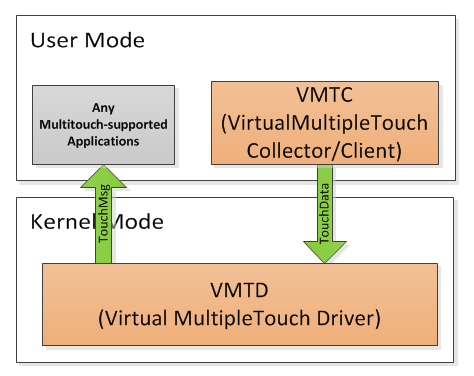 User Mode
Any
Multitouch-supported
Applications
VMTC
(VirtualMultipleTouch
Collector/Client)
TouchMsg
TouchData
Kernel Mode
VMTD
(Virtual MultipleTouch Driver)